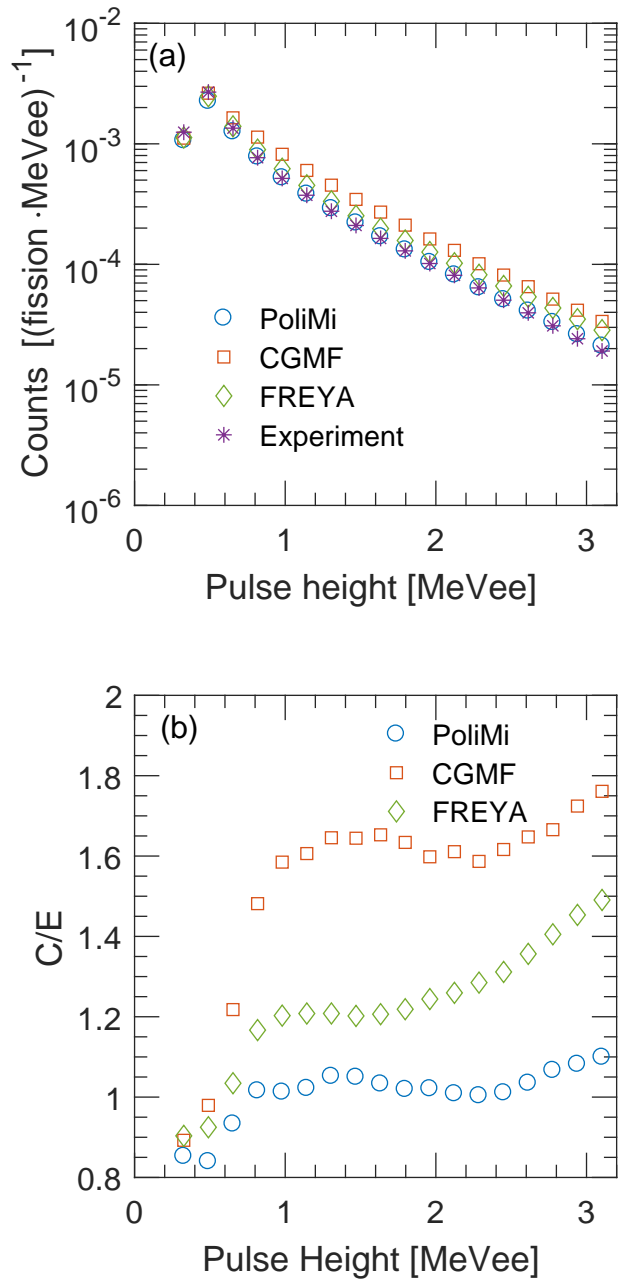 (a)
10^-2
10^-3
10^-4
10^-5
10^-6
Counts [(fission ·MeVee)^-1]
PoliMi
CGMF
FREYA
Experiment
0 1 2 3
Pulse height [MeVee]
(b)
2
1.8
1.6
1.4
1.2
1
0.8
C/E
PoliMi
CGMF
FREYA
0 1 2 3
Pulse Height [MeVee]